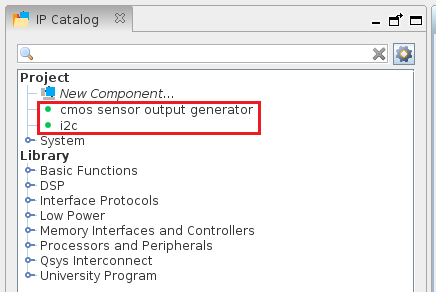 IP Catalog
Project
New Component...
cmos sensor output generator
i2c
System
Library
Basic Functions
DSP
Interface Protocols
Low Power
Memory Interfaces and Controllers
Processors and Peripherals
Qsys Interconnect
University Program